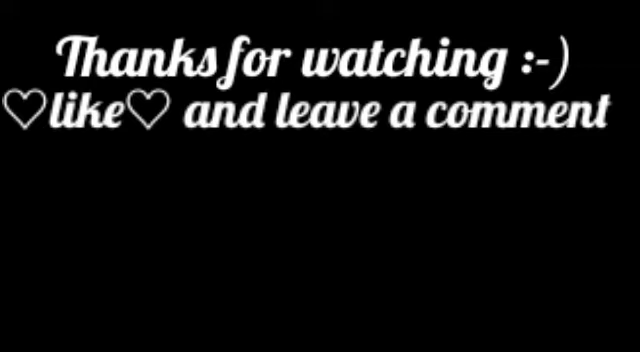 Thanks for watching :-)
♡like♡ and leave a comment